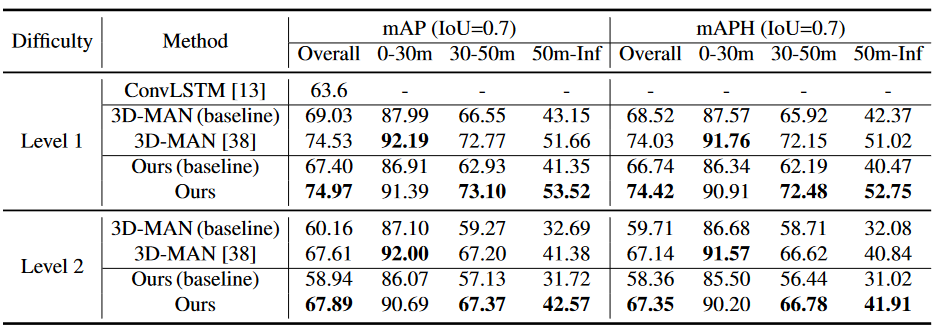 Difficulty Method mAP (IoU=0.7) mAPH (IoU=0.7)
Overall 0-30m 30-50m 50m-Inf Overall 0-30m 30-50m 50m-Inf
Level 1
ConvLSTM [13] 63.6 - - - - - - -
3D-MAN (baseline) 69.03 87.99 66.55 43.15 68.52 87.57 65.92 42.37
3D-MAN [38] 74.53 92.19 72.77 51.66 74.03 91.76 72.15 51.02
Ours (baseline) 67.40 86.91 62.93 41.35 66.74 86.34 62.19 40.47
Ours 74.97 91.39 73.10 53.52 74.42 90.91 72.48 52.75
Level 2
3D-MAN (baseline) 60.16 87.10 59.27 32.69 59.71 86.68 58.71 32.08
3D-MAN [38] 67.61 92.00 67.20 41.38 67.14 91.57 66.62 40.84
Ours (baseline) 58.94 86.07 57.13 31.72 58.36 85.50 56.44 31.02
Ours 67.89 90.69 67.37 42.57 67.35 90.20 66.78 41.91